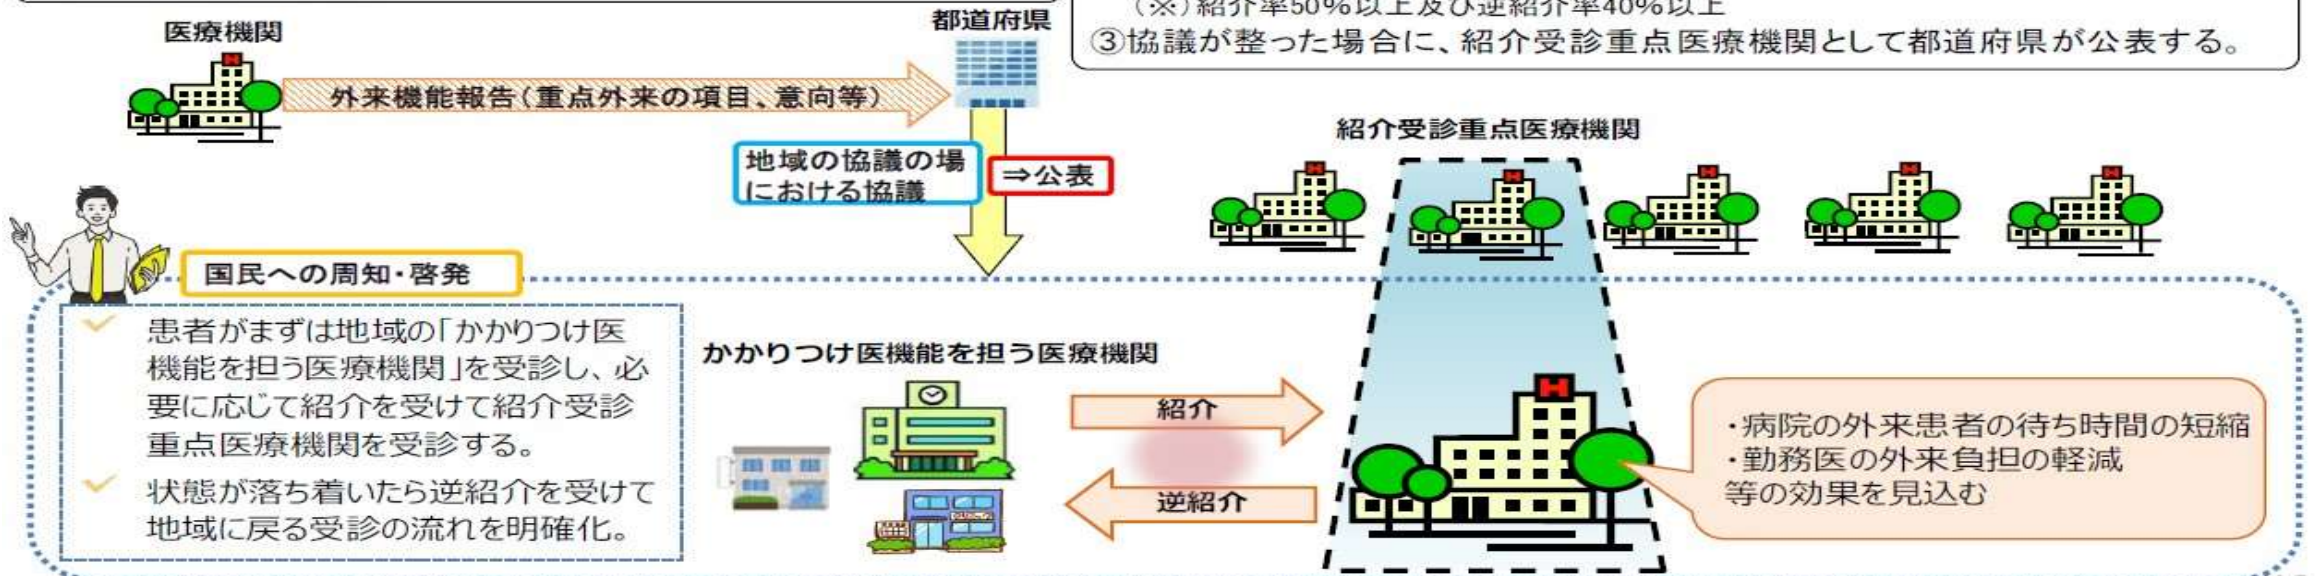 (※)紹介率50%以上及び逆紹介率40%以上
③協議が整った場合に、紹介受診重点医療機関として都道府県が公表する。
医療機関
都道府県
外来機能報告(重点外来の項目、意向等)
地域の協議の場
における協議
⇒公表
紹介受診重点医療機関
国民への周知・啓発
患者がまずは地域の「かかりつけ医
機能を担う医療機関」を受診し、必
要に応じて紹介を受けて紹介受診
重点医療機関を受診する。
状態が落ち着いたら逆紹介を受けて
地域に戻る受診の流れを明確化。
かかりつけ医機能を担う医療機関
紹介
逆紹介
・病院の外来患者の待ち時間の短縮
・勤務医の外来負担の軽減
等の効果を見込む